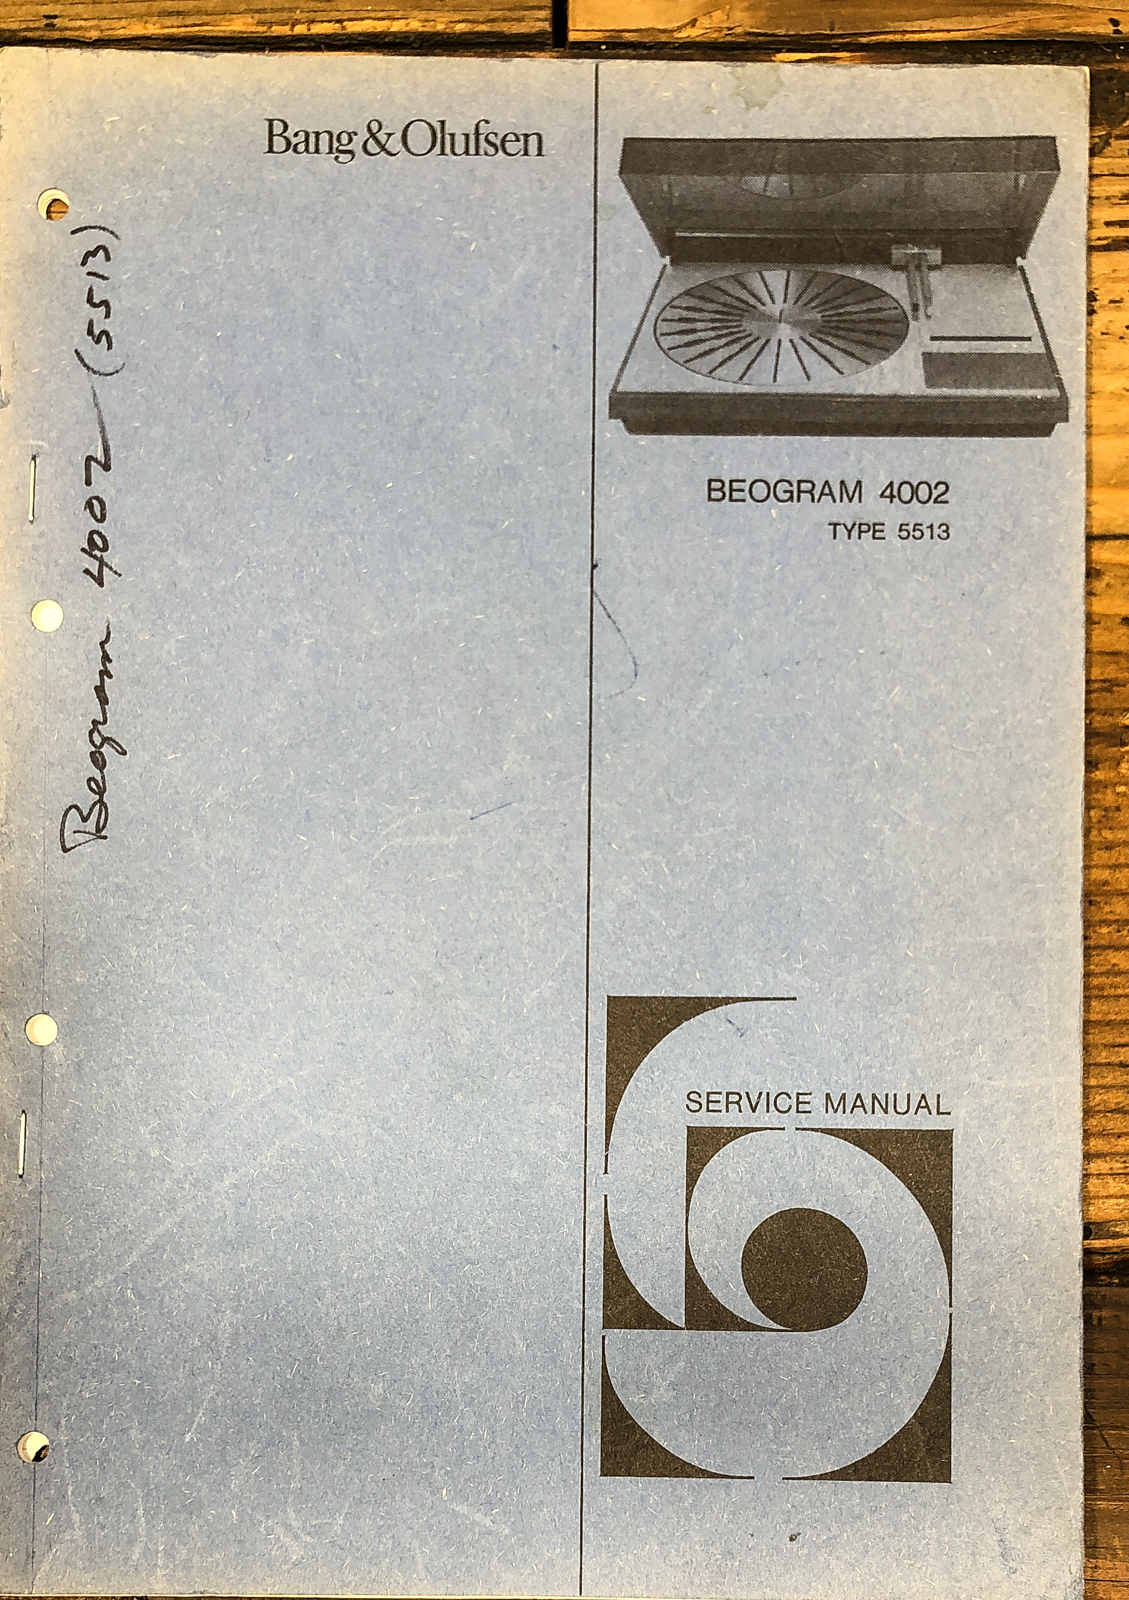 Bang & Olufsen
BEOGRAM 4002
TYPE 5513
Beogram 4002 (5513)
SERVICE MANUAL